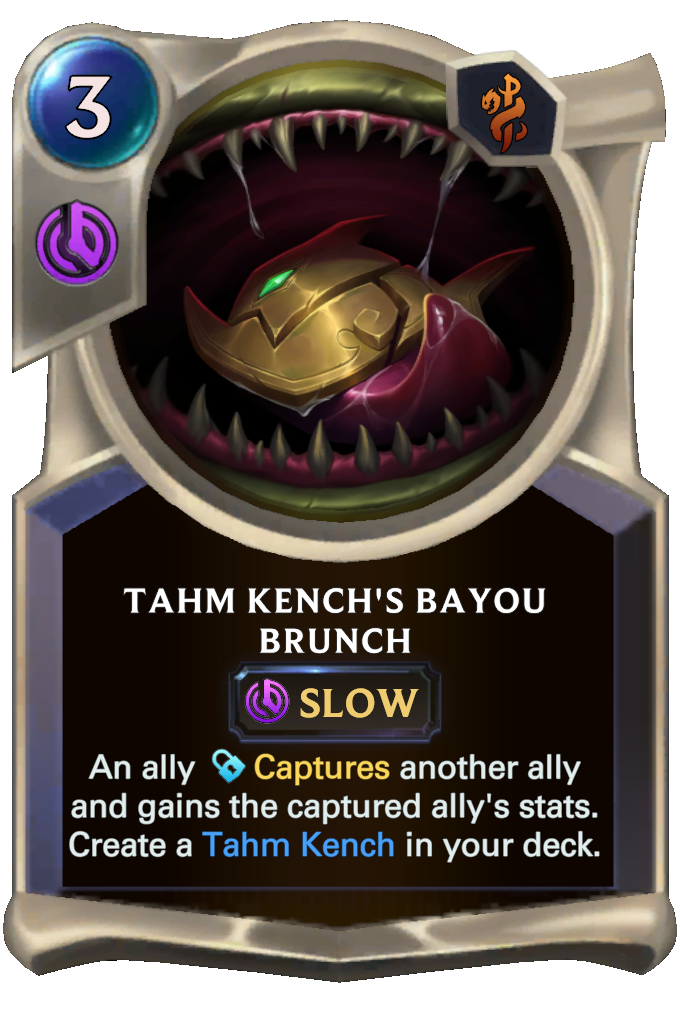 3
TAHM KENCH'S BAYOU
BRUNCH
SLOW
An ally Captures another ally
and gains the captured ally's stats.
Create a Tahm Kench in your deck.